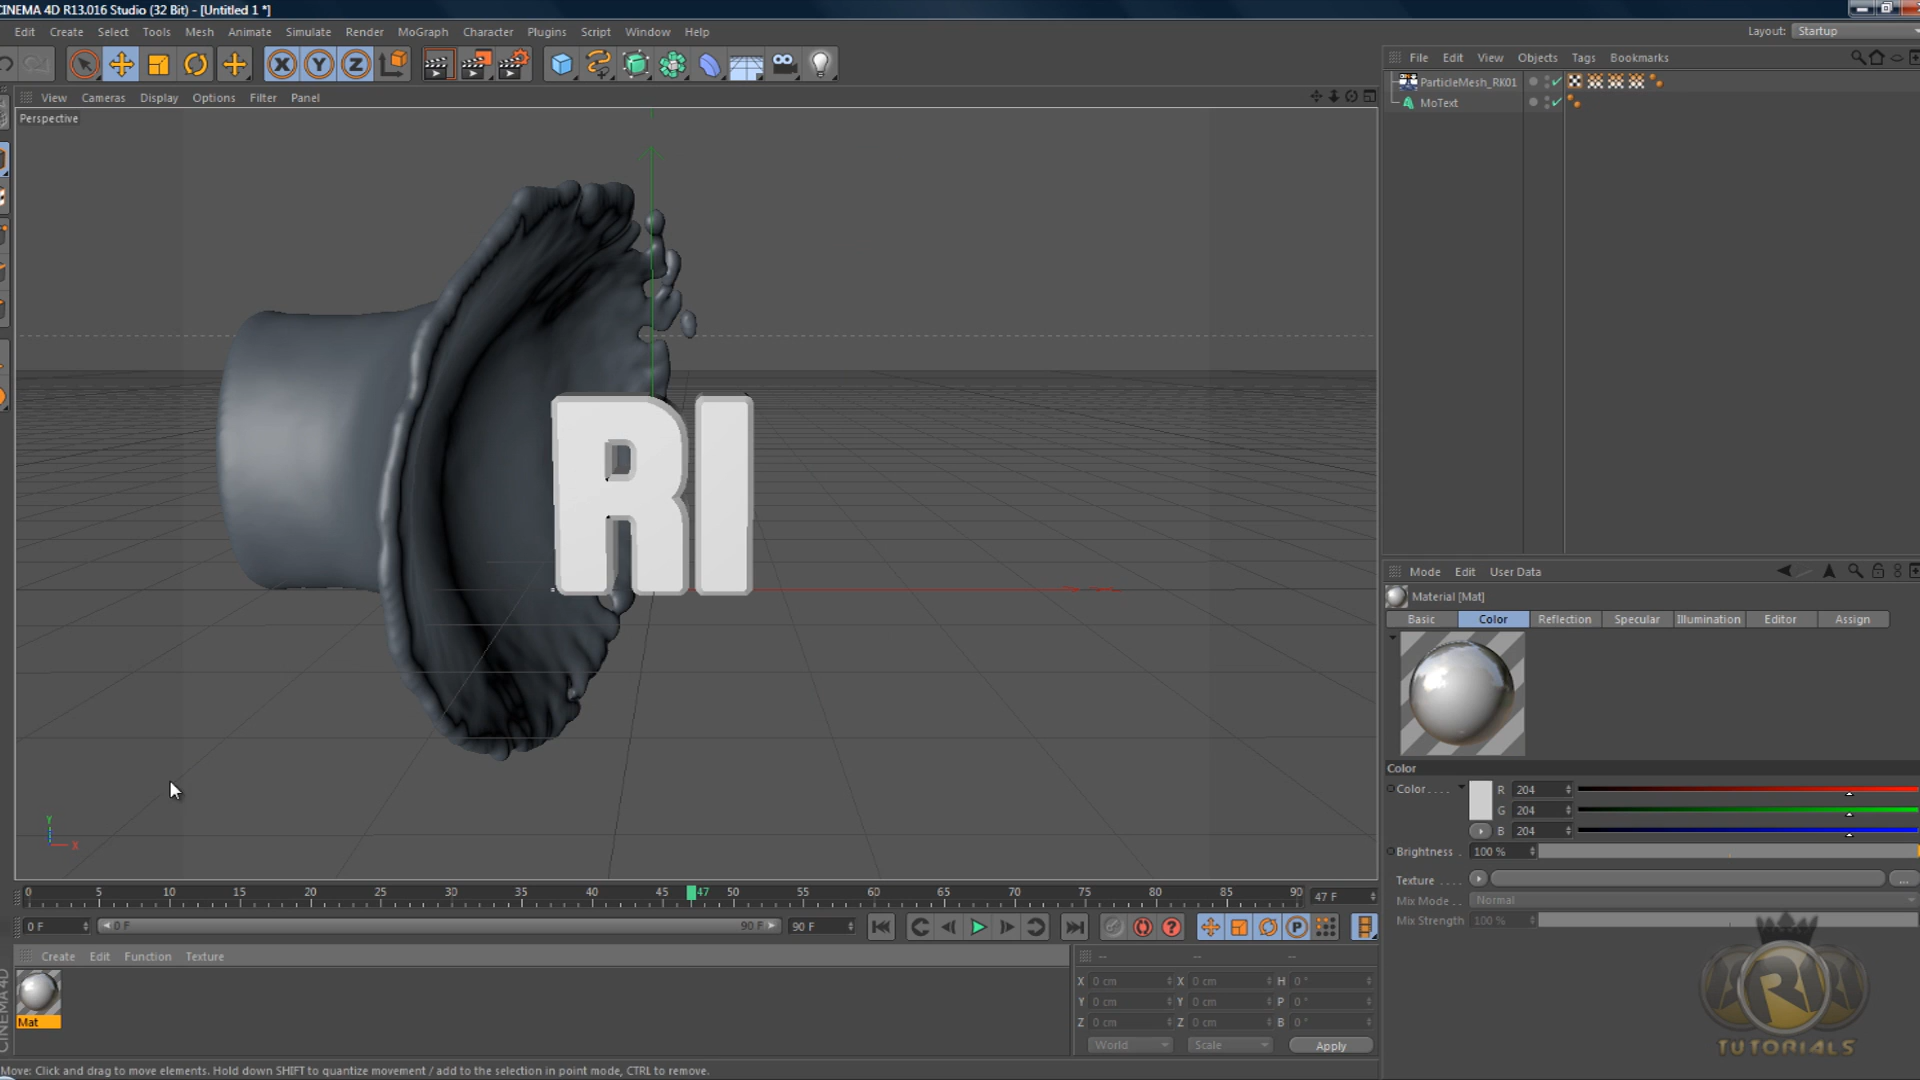 CINEMA 4D R13.016 Studio (32 Bit) - [Untitled 1 *]
Edit Create Select Tools Mesh Animate Simulate Render MoGraph Character Plugins Script Window Help
Layout: Startup
File Edit View Objects Tags Bookmarks
View Cameras Display Options Filter Panel
Perspective
ParticleMesh_RK01
MoText
RI
Y
X
Mode Edit User Data
Material [Mat]
Basic Color Reflection Specular Illumination Editor Assign
Color
Color.... R 204
G 204
B 204
Brightness . 100 %
Texture ....
Mix Mode.. Normal
Mix Strength 100 %
0 5 10 15 20 25 30 35 40 45 47 50 55 60 65 70 75 80 85 90 47 F
0 F 0 F 90 F 90 F
Create Edit Function Texture
-- -- --
Mat
X 0 cm X 0 cm H 0 °
Y 0 cm Y 0 cm P 0 °
Z 0 cm Z 0 cm B 0 °
World Scale Apply
CINEMA 4D
R
TUTORIALS
Move: Click and drag to move elements. Hold down SHIFT to quantize movement / add to the selection in point mode, CTRL to remove.